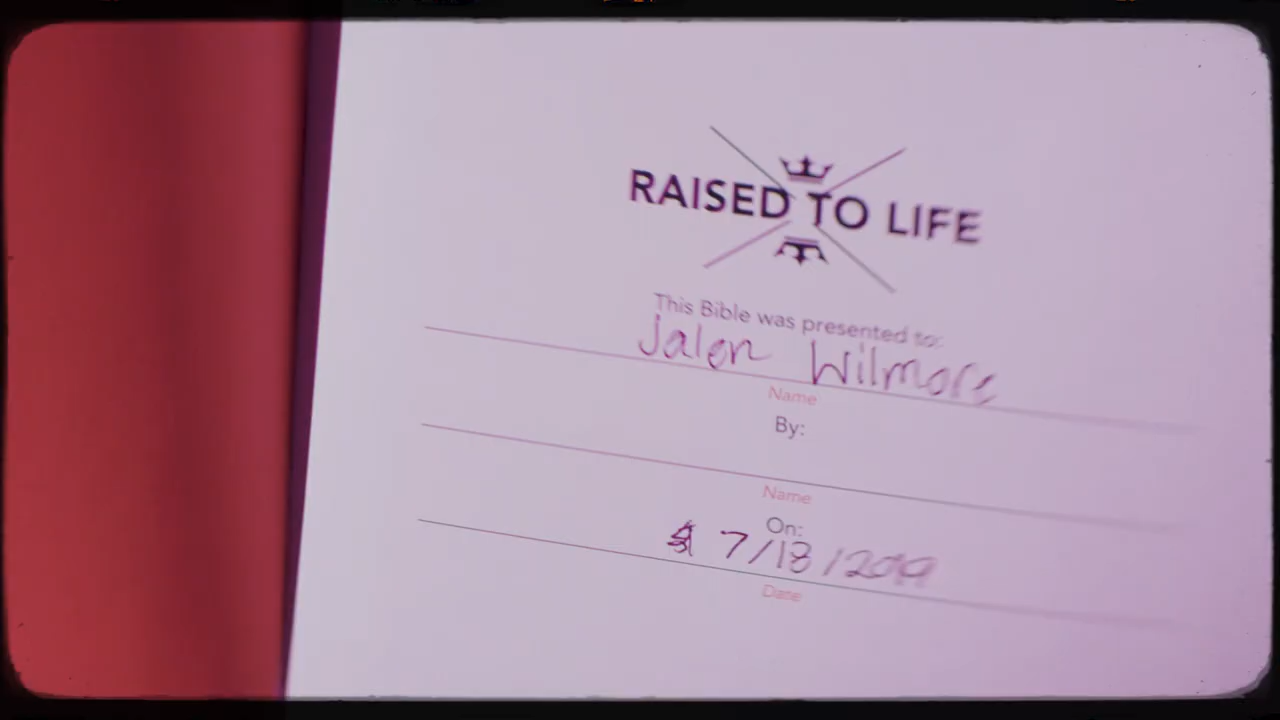 RAISED TO LIFE
This Bible was presented to:
Jalen Wilmore
Name
By:
Name
On:
7/18/2019
Date